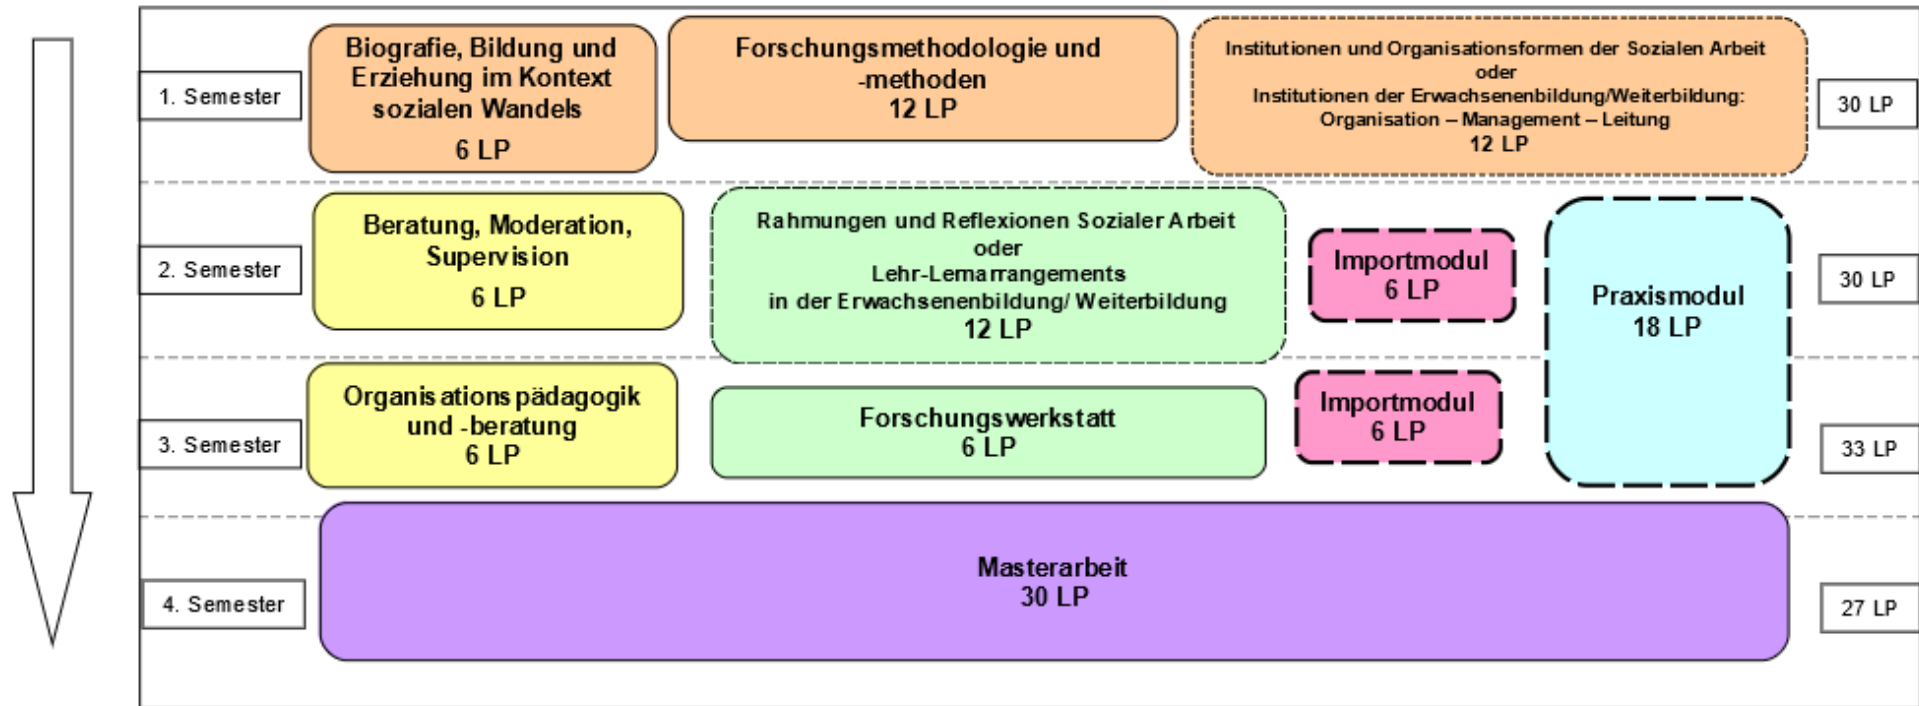 1. Semester
Biografie, Bildung und
Erziehung im Kontext
sozialen Wandels
6 LP
Forschungsmethodologie und
-methoden
12 LP
Institutionen und Organisationsformen der Sozialen Arbeit
oder
Institutionen der Erwachsenenbildung/Weiterbildung:
Organisation – Management – Leitung
12 LP
30 LP
2. Semester
Beratung, Moderation,
Supervision
6 LP
Rahmungen und Reflexionen Sozialer Arbeit
oder
Lehr-Lernarrangements
in der Erwachsenenbildung/ Weiterbildung
12 LP
Importmodul
6 LP
Praxismodul
18 LP
30 LP
3. Semester
Organisationspädagogik
und -beratung
6 LP
Forschungswerkstatt
6 LP
Importmodul
6 LP
33 LP
4. Semester
Masterarbeit
30 LP
27 LP